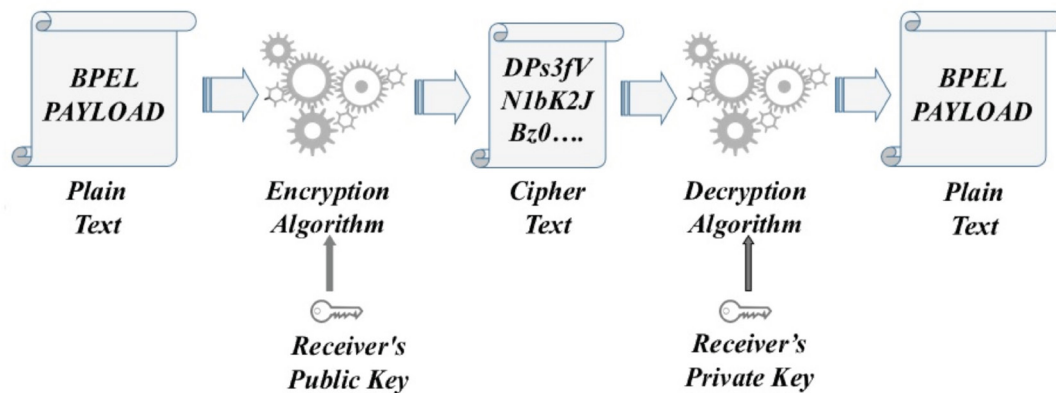 BPEL
PAYLOAD
DPs3fV
N1bK2J
Bz0....
BPEL
PAYLOAD
Plain
Text
Encryption
Algorithm
Cipher
Text
Decryption
Algorithm
Plain
Text
Receiver's
Public Key
Receiver’s
Private Key